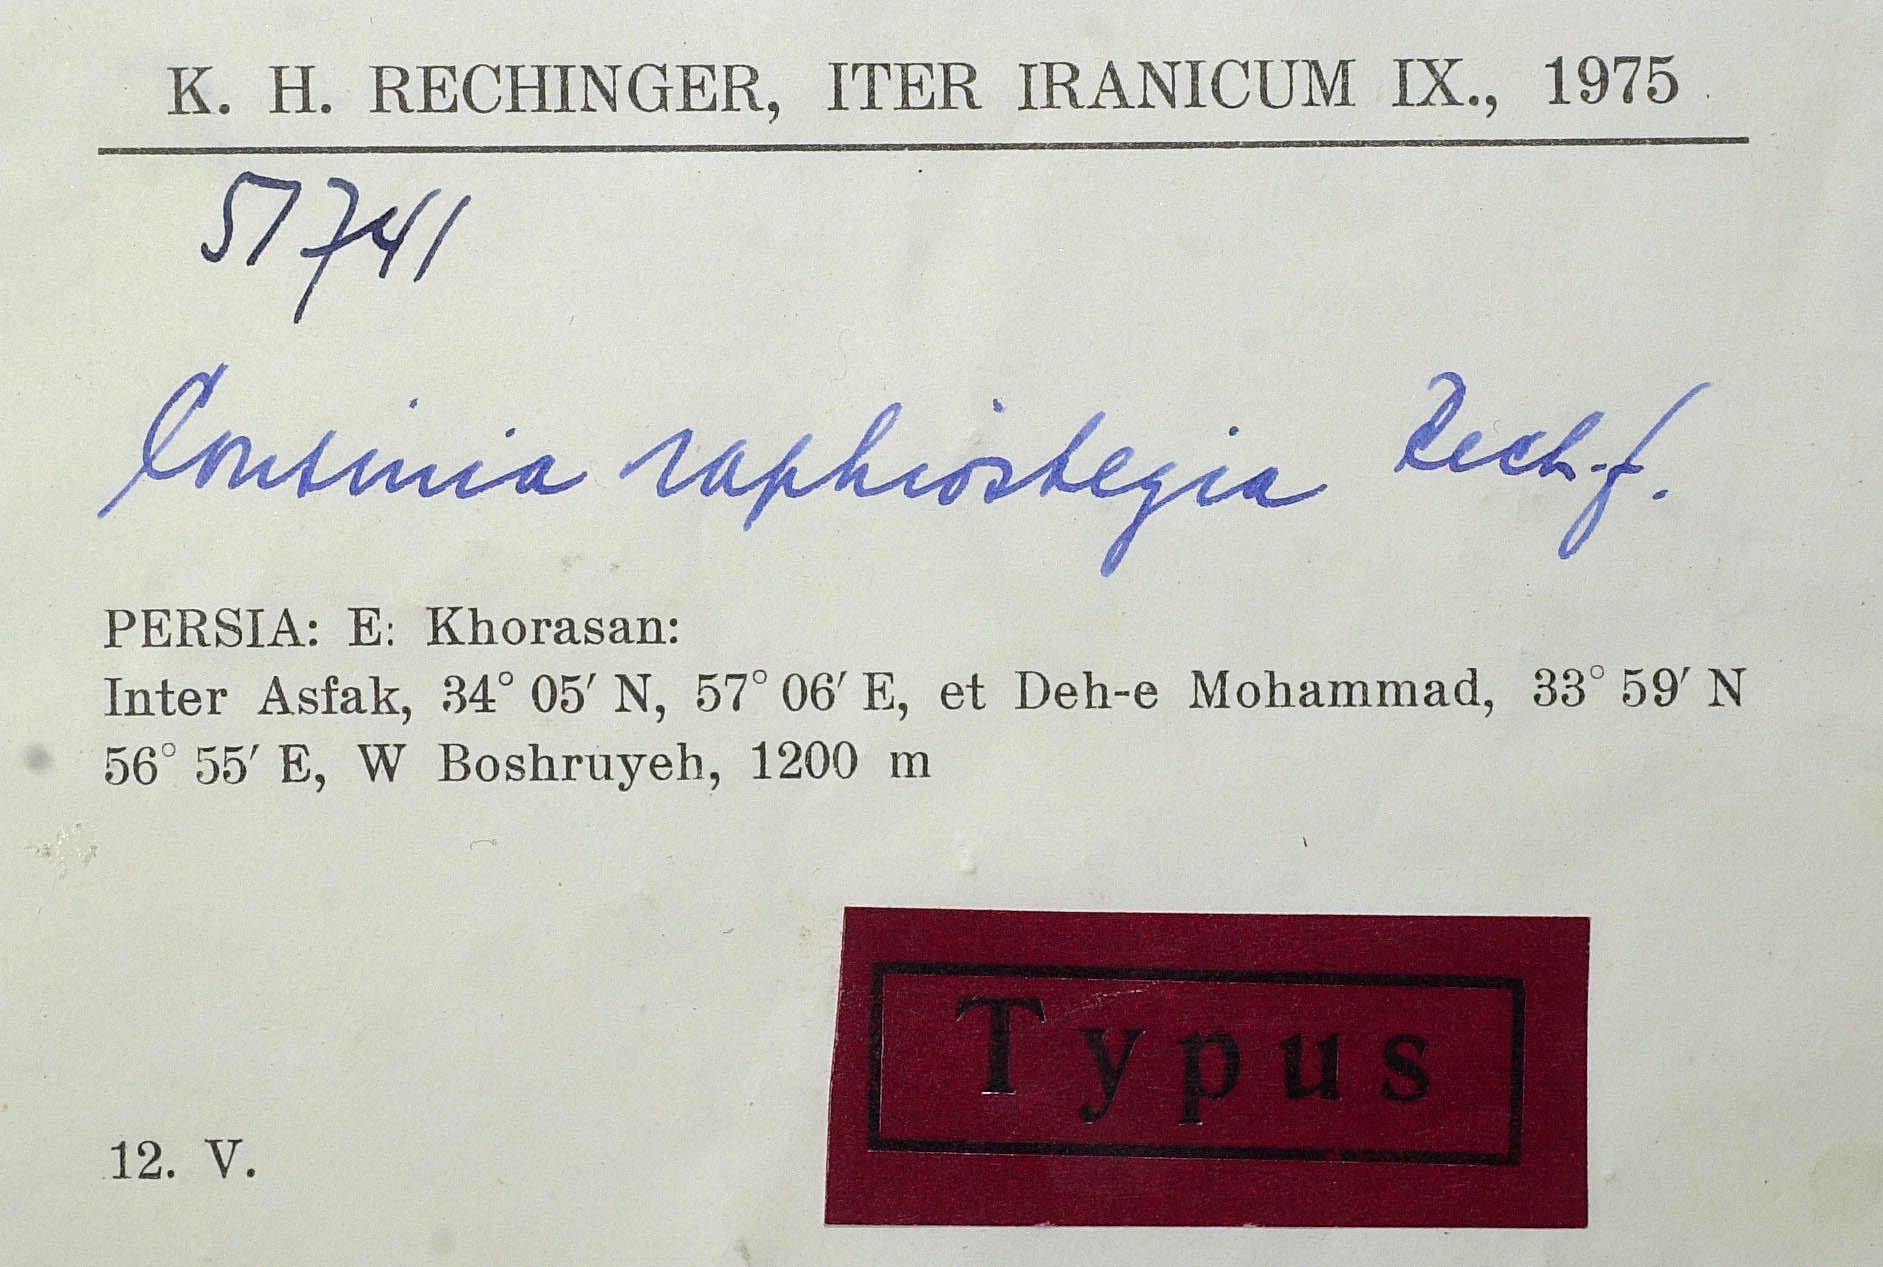 K. H. RECHINGER, ITER IRANICUM IX., 1975
51741
Cousinia raphiostegia Rech. f.
PERSIA: E: Khorasan:
Inter Asfak, 34° 05′ N, 57° 06′ E, et Deh-e Mohammad, 33° 59′ N
56° 55′ E, W Boshruyeh, 1200 m
Typus
12. V.